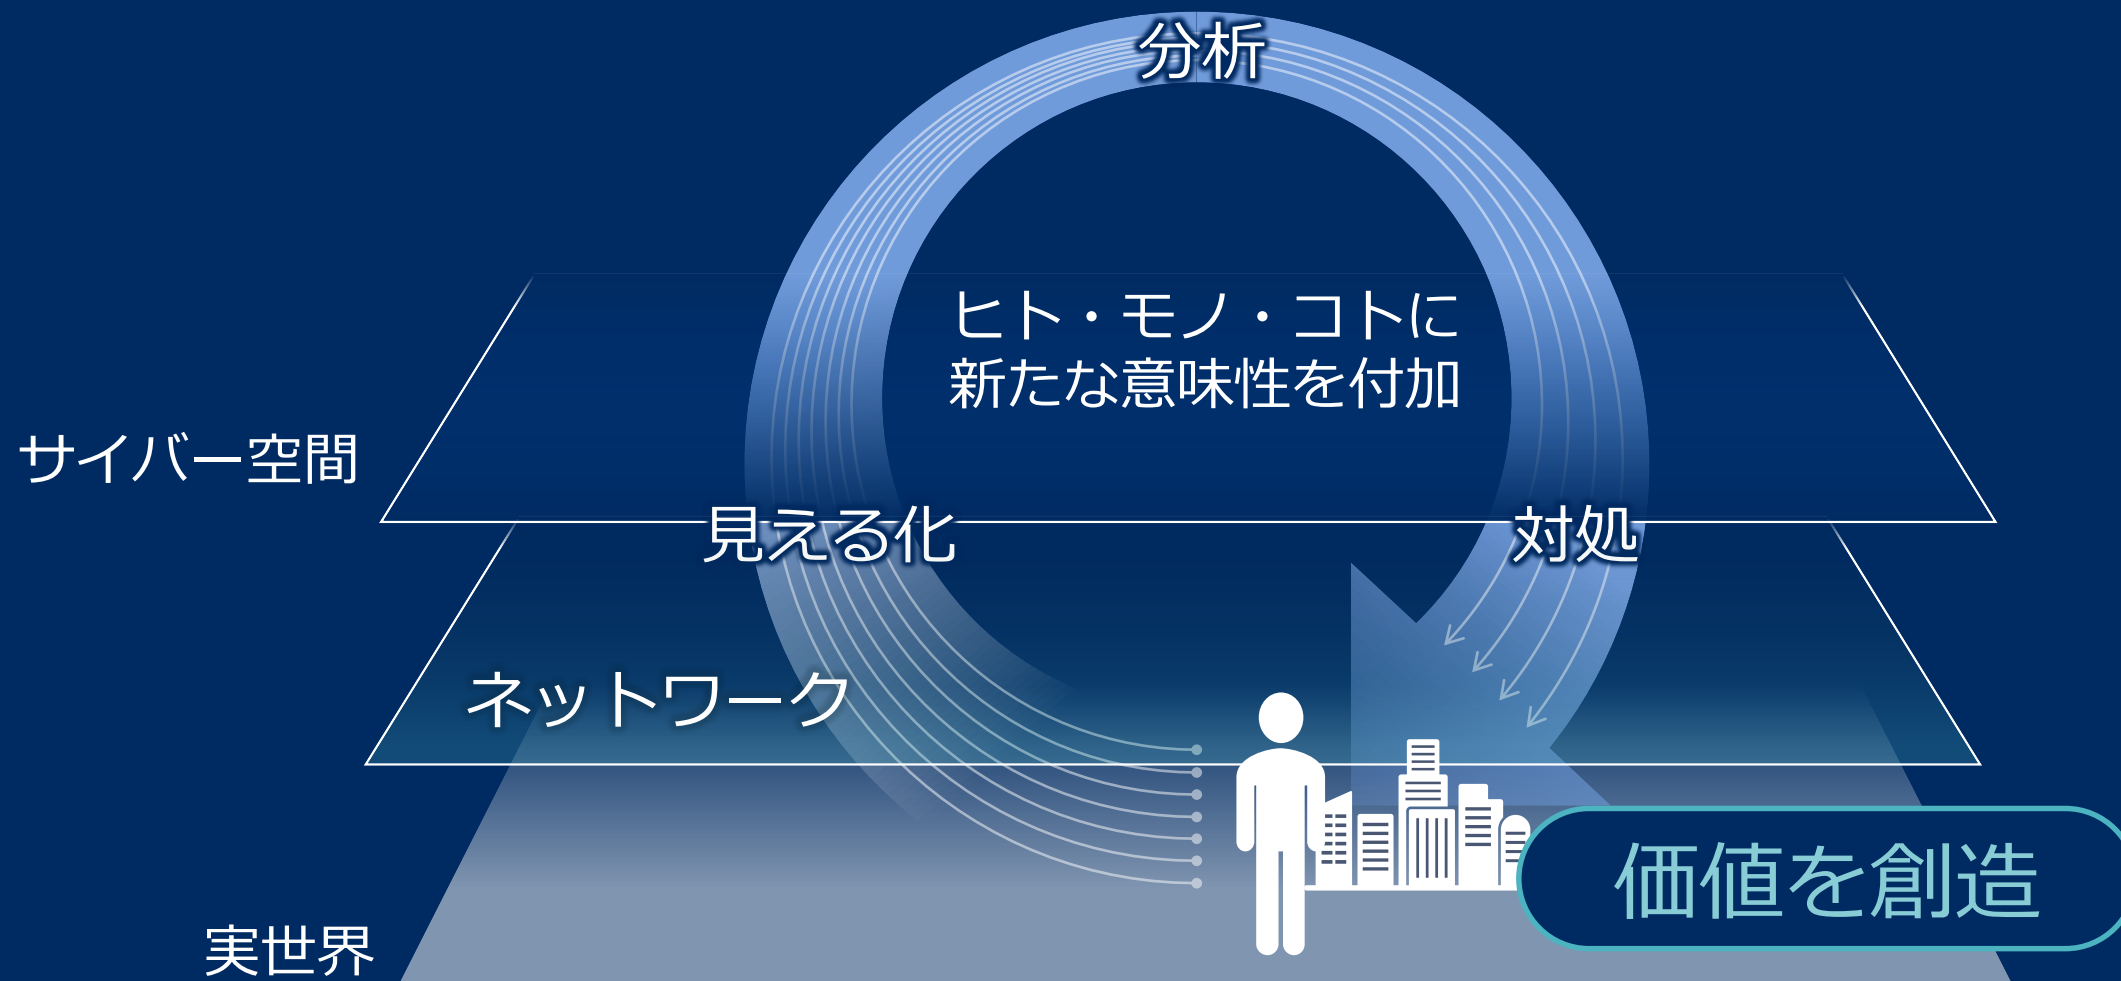 分析
ヒト・モノ・コトに
新たな意味性を付加
サイバー空間
見える化
対処
ネットワーク
価値を創造
実世界